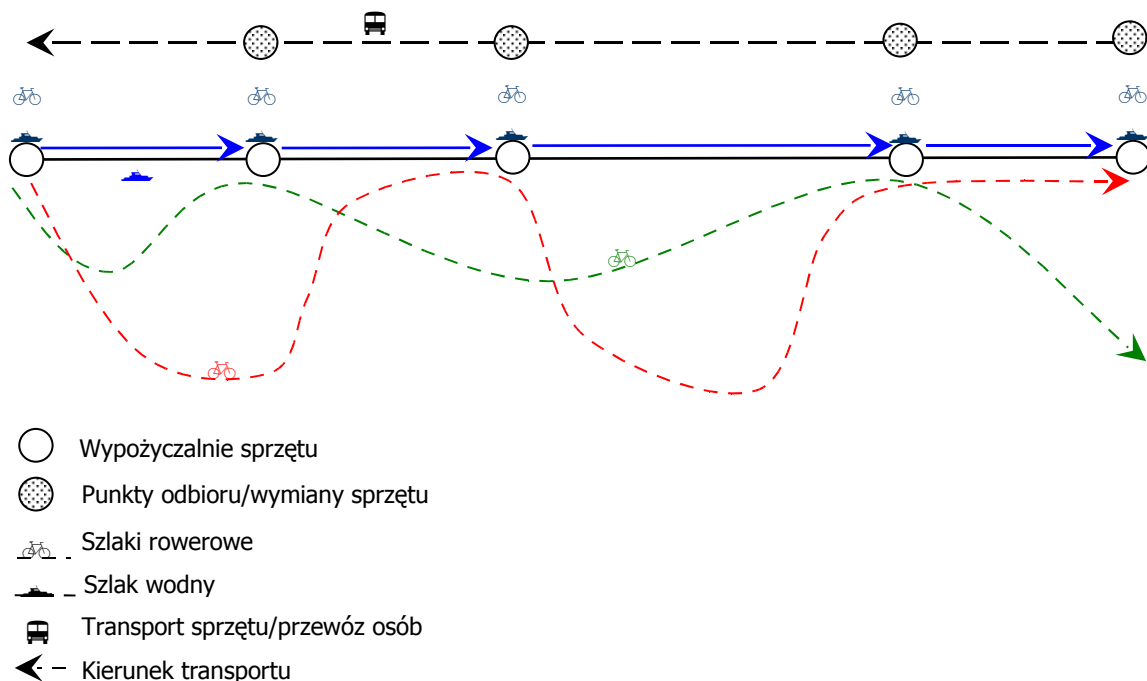 Wypożyczalnie sprzętu
Punkty odbioru/wymiany sprzętu
Szlaki rowerowe
Szlak wodny
Transport sprzętu/przewóz osób
Kierunek transportu